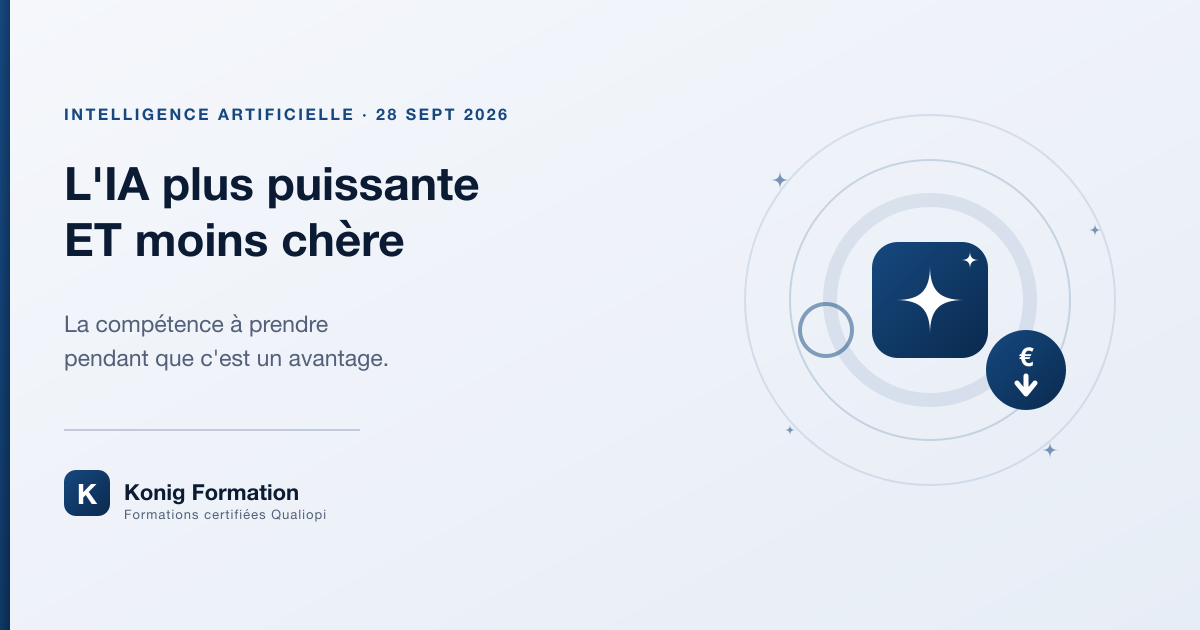 INTELLIGENCE ARTIFICIELLE · 28 SEPT 2026
L'IA plus puissante
ET moins chère
La compétence à prendre
pendant que c'est un avantage.
€
K
Konig Formation
Formations certifiées Qualiopi